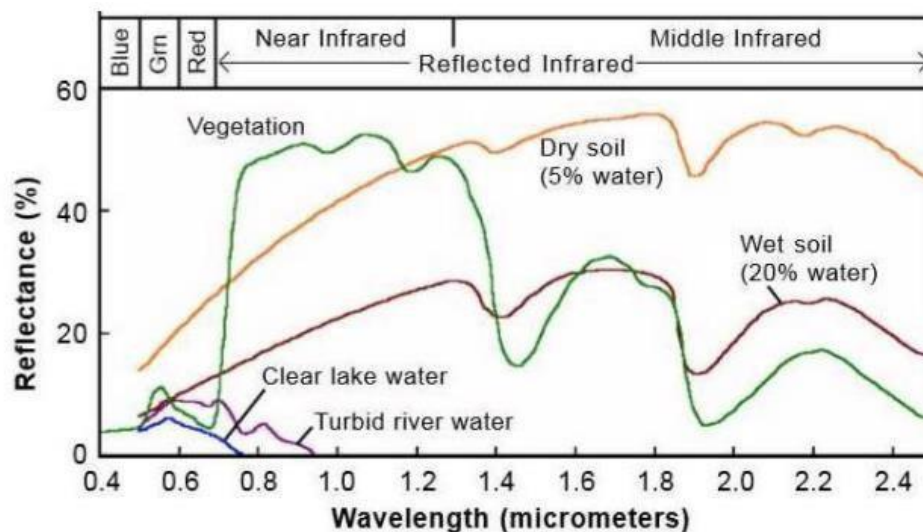 Blue
Grn
Red
Near Infrared
Middle Infrared
Reflected Infrared
60
40
20
0
Reflectance (%)
Vegetation
Dry soil
(5% water)
Wet soil
(20% water)
Clear lake water
Turbid river water
0.4 0.6 0.8 1.0 1.2 1.4 1.6 1.8 2.0 2.2 2.4
Wavelength (micrometers)